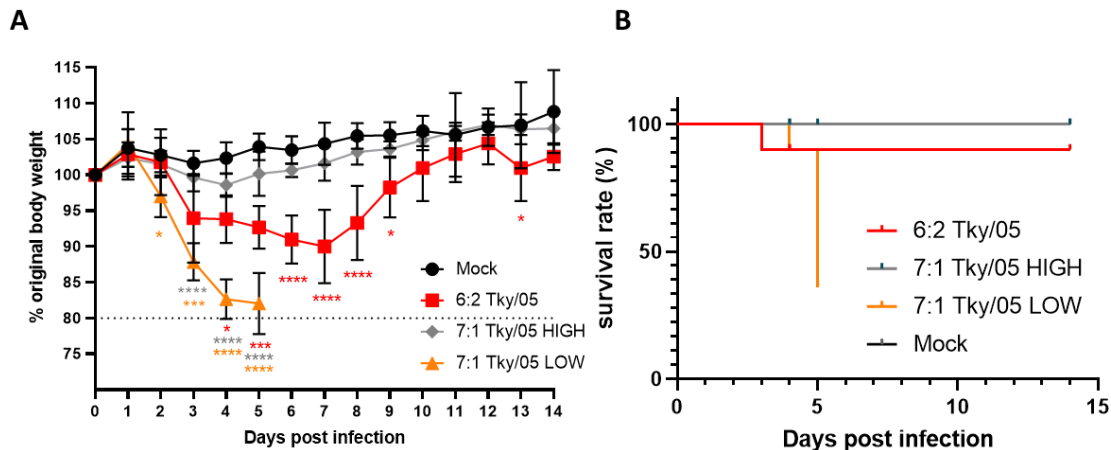 A
B
115
110
105
100
95
90
85
80
75
% original body weight
*
****
***
*
****
****
***
****
****
****
****
****
*
*
Mock
6:2 Tky/05
7:1 Tky/05 HIGH
7:1 Tky/05 LOW
0 1 2 3 4 5 6 7 8 9 10 11 12 13 14
Days post infection
100
50
0
survival rate (%)
6:2 Tky/05
7:1 Tky/05 HIGH
7:1 Tky/05 LOW
Mock
0 5 10 15
Days post infection